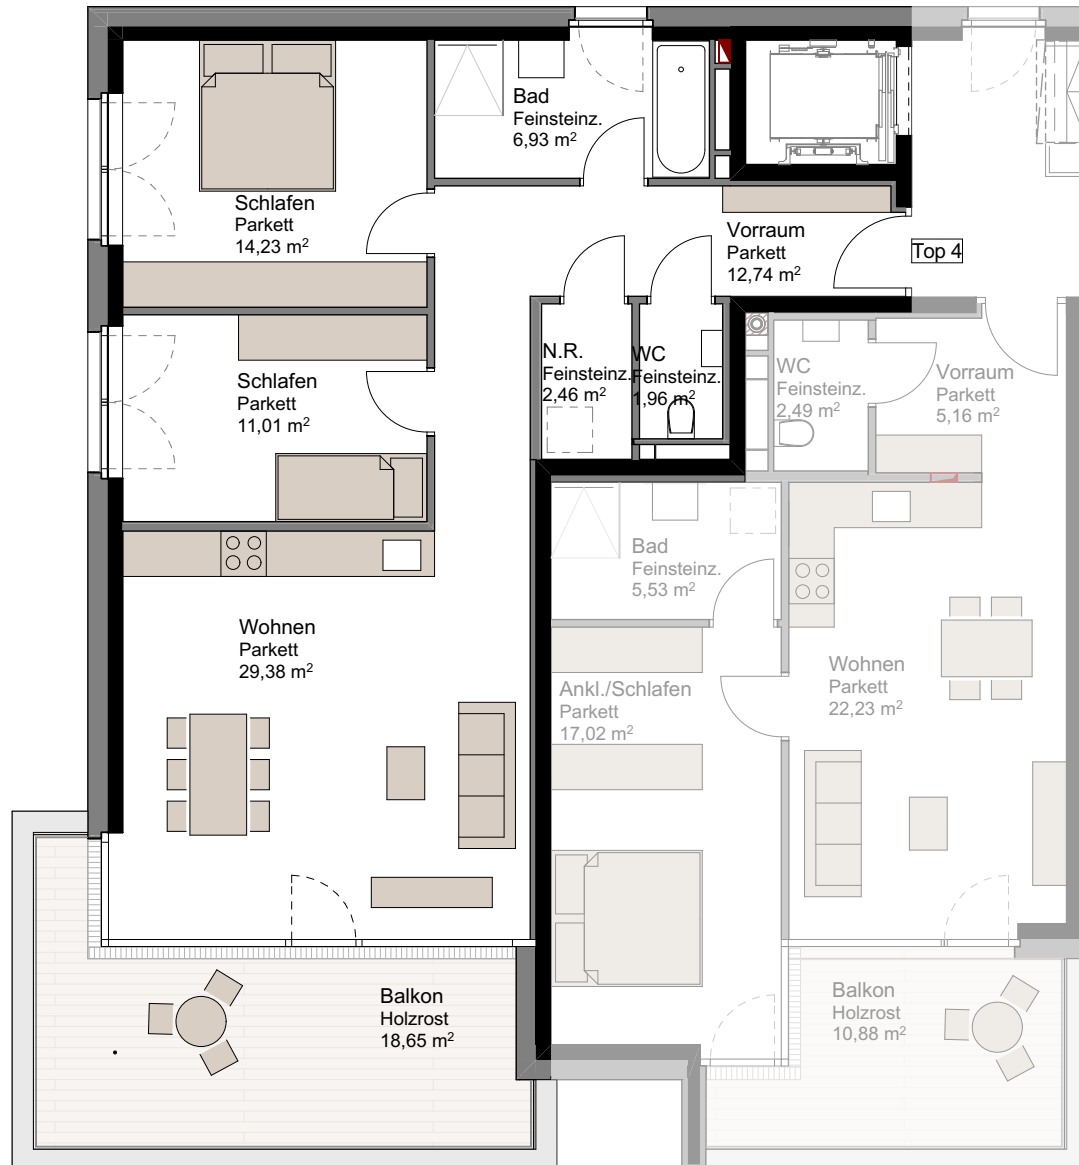 Bad
Feinsteinz.
6,93 m²
Schlafen
Parkett
14,23 m²
Vorraum
Parkett
12,74 m²
Top 4
Schlafen
Parkett
11,01 m²
N.R.
Feinsteinz.
2,46 m²
WC
Feinsteinz.
1,96 m²
WC
Feinsteinz.
2,49 m²
Vorraum
Parkett
5,16 m²
Bad
Feinsteinz.
5,53 m²
Wohnen
Parkett
29,38 m²
Ankl./Schlafen
Parkett
17,02 m²
Wohnen
Parkett
22,23 m²
Balkon
Holzrost
18,65 m²
Balkon
Holzrost
10,88 m²